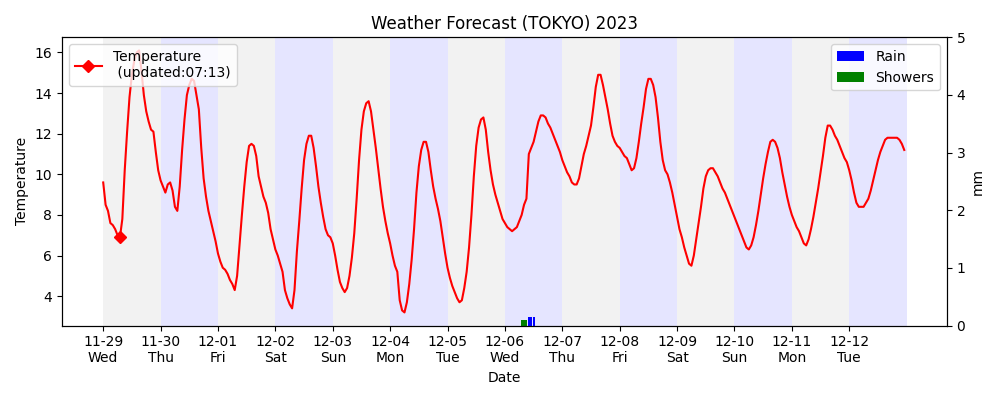 Weather Forecast (TOKYO) 2023
Temperature
(updated:07:13)
Rain
Showers
Temperature
16
14
12
10
8
6
4
5
4
3
2
1
0
mm
11-29 11-30 12-01 12-02 12-03 12-04 12-05 12-06 12-07 12-08 12-09 12-10 12-11 12-12
Wed Thu Fri Sat Sun Mon Tue Wed Thu Fri Sat Sun Mon Tue
Date